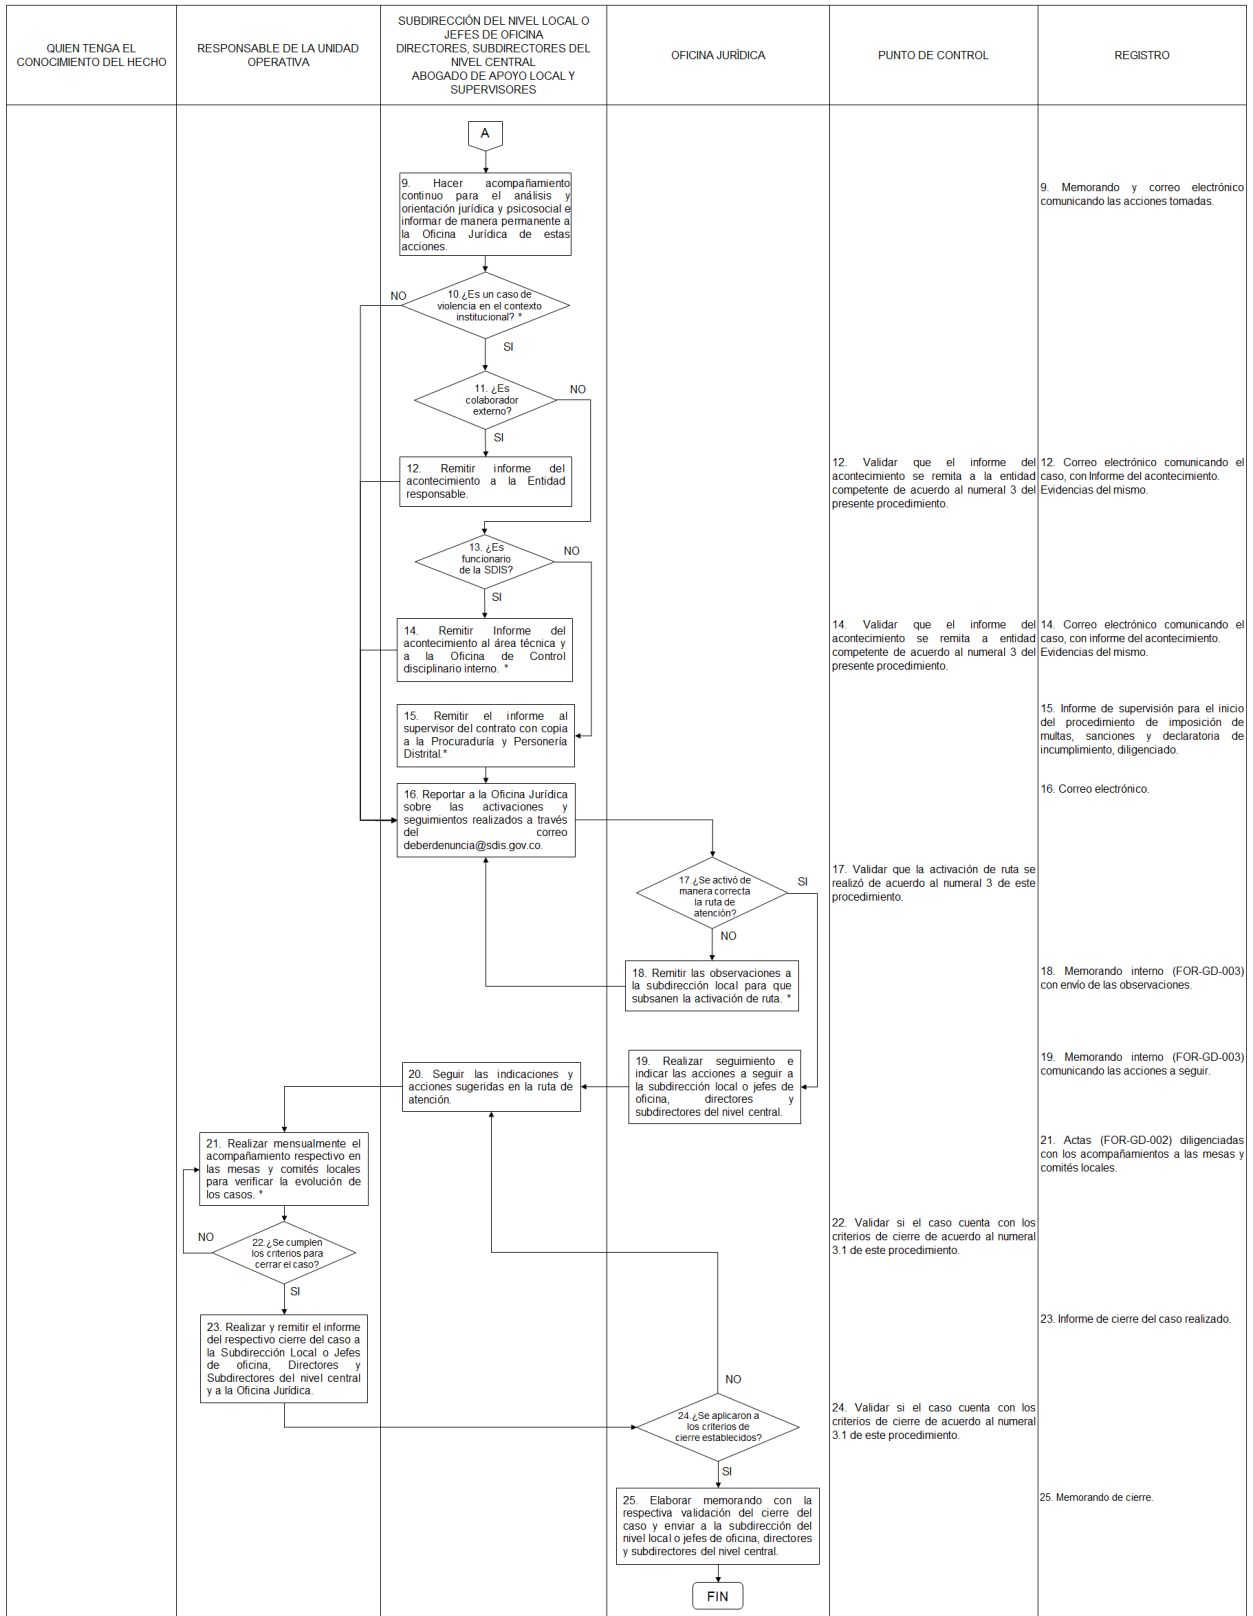 QUIEN TENGA EL
CONOCIMIENTO DEL HECHO
RESPONSABLE DE LA UNIDAD
OPERATIVA
SUBDIRECCIÓN DEL NIVEL LOCAL O
JEFES DE OFICINA
DIRECTORES, SUBDIRECTORES DEL
NIVEL CENTRAL
ABOGADO DE APOYO LOCAL Y
SUPERVISORES
OFICINA JURÍDICA
PUNTO DE CONTROL
REGISTRO
A
9. Hacer acompañamiento
continuo para el análisis y
orientación jurídica y psicosocial e
informar de manera permanente a
la Oficina Jurídica de estas
acciones.
9. Memorando y correo electrónico
comunicando las acciones tomadas.
NO
10.¿Es un caso de
violencia en el contexto
institucional? *
SI
11. ¿Es
colaborador
externo?
NO
SI
12. Remitir informe del
acontecimiento a la Entidad
responsable.
12. Validar que el informe del
acontecimiento se remita a la entidad
competente de acuerdo al numeral 3 del
presente procedimiento.
12. Correo electrónico comunicando el
caso, con Informe del acontecimiento.
Evidencias del mismo.
13. ¿Es
funcionario
de la SDIS?
NO
SI
14. Remitir Informe del
acontecimiento al área técnica y
a la Oficina de Control
disciplinario interno. *
14. Validar que el informe del
acontecimiento se remita a entidad
competente de acuerdo al numeral 3 del
presente procedimiento.
14. Correo electrónico comunicando el
caso, con informe del acontecimiento.
Evidencias del mismo.
15. Remitir el informe al
supervisor del contrato con copia
a la Procuraduría y Personería
Distrital.*
15. Informe de supervisión para el inicio
del procedimiento de imposición de
multas, sanciones y declaratoria de
incumplimiento, diligenciado.
16. Reportar a la Oficina Jurídica
sobre las activaciones y
seguimientos realizados a través
del correo
deberdenuncia@sdis.gov.co.
16. Correo electrónico.
17.¿Se activó de
manera correcta
la ruta de
atención?
SI
NO
17. Validar que la activación de ruta se
realizó de acuerdo al numeral 3 de este
procedimiento.
18. Remitir las observaciones a
la subdirección local para que
subsanen la activación de ruta. *
18. Memorando interno (FOR-GD-003)
con envío de las observaciones.
19. Realizar seguimiento e
indicar las acciones a seguir a
la subdirección local o jefes de
oficina, directores y
subdirectores del nivel central.
19. Memorando interno (FOR-GD-003)
comunicando las acciones a seguir.
20. Seguir las indicaciones y
acciones sugeridas en la ruta de
atención.
21. Realizar mensualmente el
acompañamiento respectivo en
las mesas y comités locales
para verificar la evolución de
los casos. *
21. Actas (FOR-GD-002) diligenciadas
con los acompañamientos a las mesas y
comités locales.
NO
22.¿Se cumplen
los criterios para
cerrar el caso?
SI
22. Validar si el caso cuenta con los
criterios de cierre de acuerdo al numeral
3.1 de este procedimiento.
23. Realizar y remitir el informe
del respectivo cierre del caso a
la Subdirección Local o Jefes
de oficina, Directores y
Subdirectores del nivel central
y a la Oficina Jurídica.
23. Informe de cierre del caso realizado.
NO
24.¿Se aplicaron a
los criterios de
cierre establecidos?
SI
24. Validar si el caso cuenta con los
criterios de cierre de acuerdo al numeral
3.1 de este procedimiento.
25. Elaborar memorando con la
respectiva validación del cierre del
caso y enviar a la subdirección del
nivel local o jefes de oficina, directores
y subdirectores del nivel central.
25. Memorando de cierre.
FIN